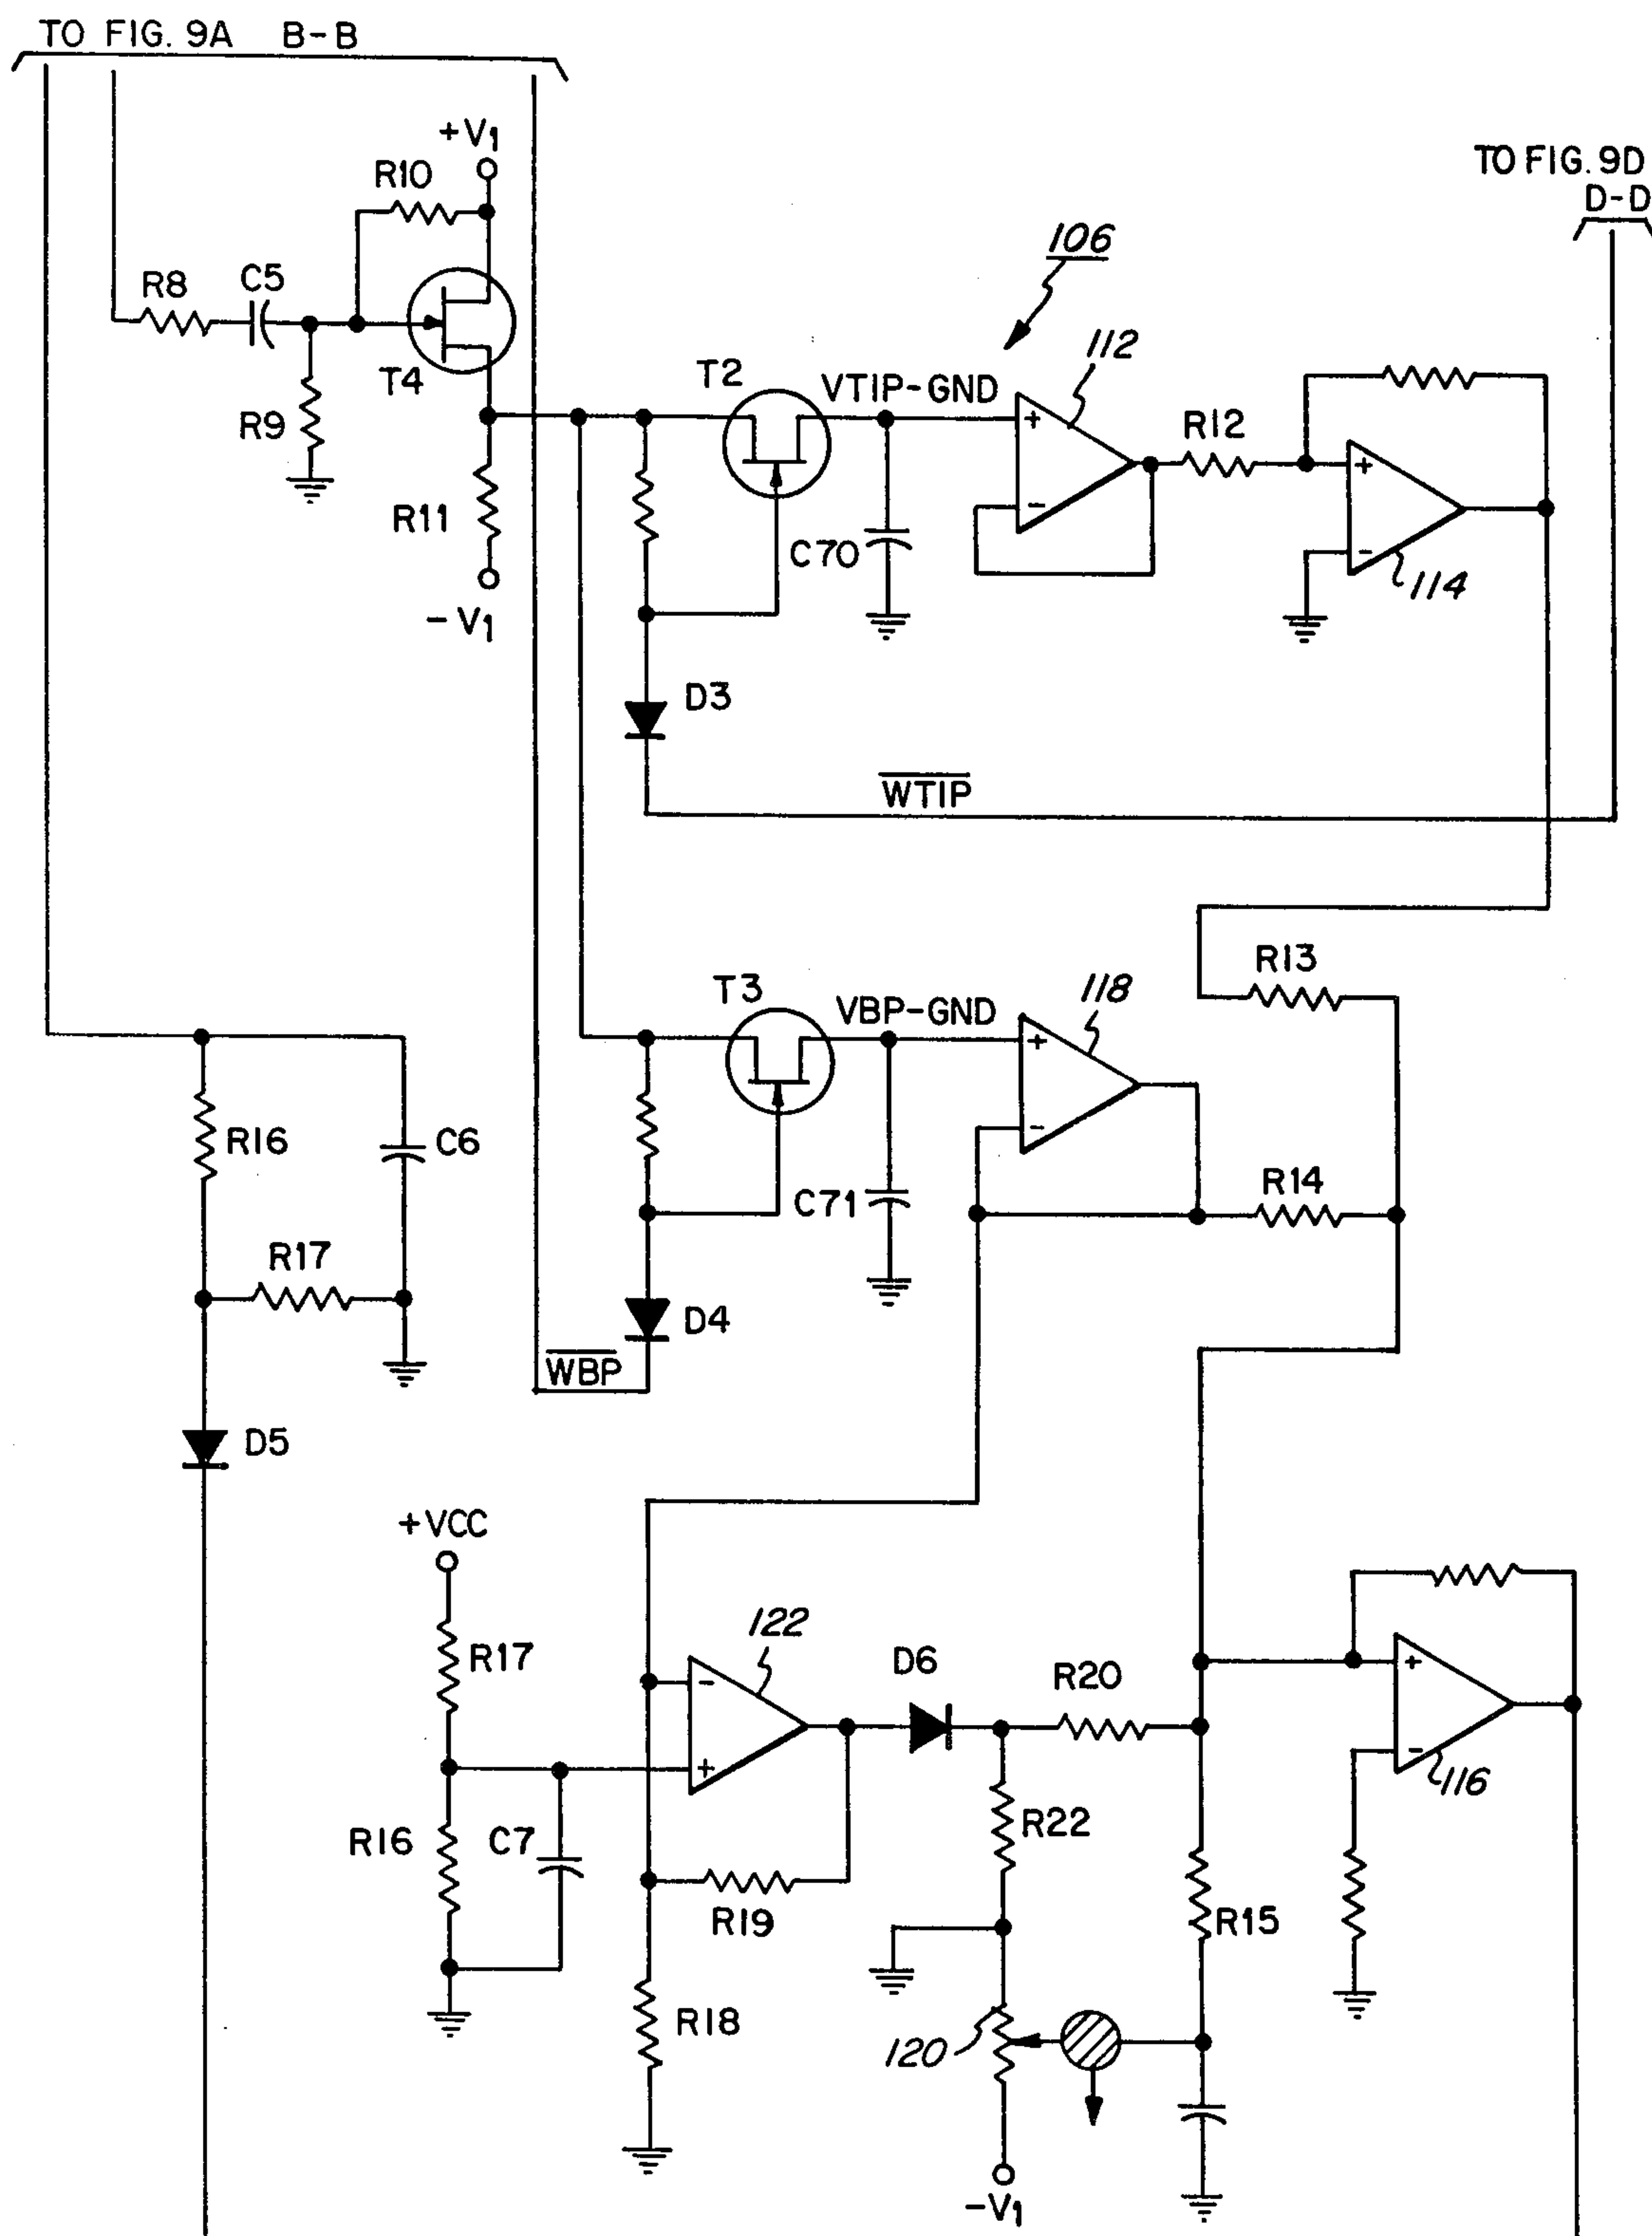 TO FIG. 9A B-B
+V1
TO FIG. 9D
D-D
R10
106
R8
C5
112
T4
T2
VTIP-GND
R9
R12
R11
C70
114
-V1
D3
WTIP
R13
T3
VBP-GND
118
R16
C6
C71
R14
R17
D4
WBP
D5
+VCC
122
R17
D6
R20
116
R16
C7
R22
R19
R15
R18
120
-V1
+
-
+
-
+
-
-
+
+
-